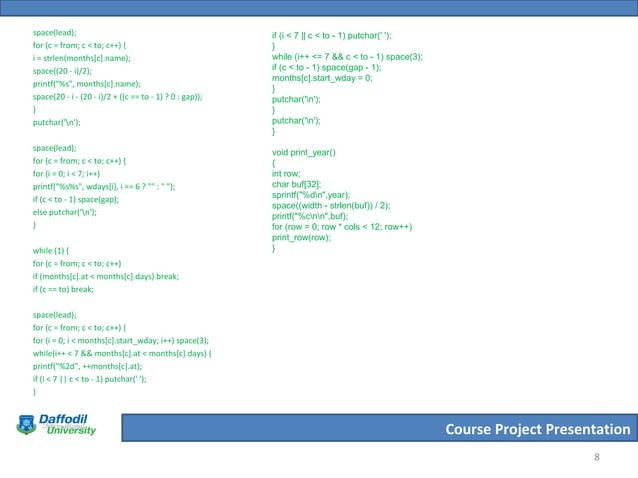 space(lead);
for (c = from; c < to; c++) {
i = strlen(months[c].name);
space((20 - i)/2);
printf("%s", months[c].name);
space(20 - i - (20 - i)/2 + ((c == to - 1) ? 0 : gap));
}
putchar('\n');
space(lead);
for (c = from; c < to; c++) {
for (i = 0; i < 7; i++)
printf("%s%s", wdays[i], i == 6 ? "" : " ");
if (c < to - 1) space(gap);
else putchar('\n');
}
while (1) {
for (c = from; c < to; c++)
if (months[c].at < months[c].days) break;
if (c == to) break;
space(lead);
for (c = from; c < to; c++) {
for (i = 0; i < months[c].start_wday; i++) space(3);
while(i++ < 7 && months[c].at < months[c].days) {
printf("%2d", ++months[c].at);
if (i < 7 || c < to - 1) putchar(' ');
}
if (i < 7 || c < to - 1) putchar(' ');
}
while (i++ <= 7 && c < to - 1) space(3);
if (c < to - 1) space(gap - 1);
months[c].start_wday = 0;
}
putchar('\n');
}
putchar('\n');
}
void print_year()
{
int row;
char buf[32];
sprintf("%d\n",year);
space((width - strlen(buf)) / 2);
printf("%c\n\n",buf);
for (row = 0; row * cols < 12; row++)
print_row(row);
}
Daffodil
University
Course Project Presentation
8